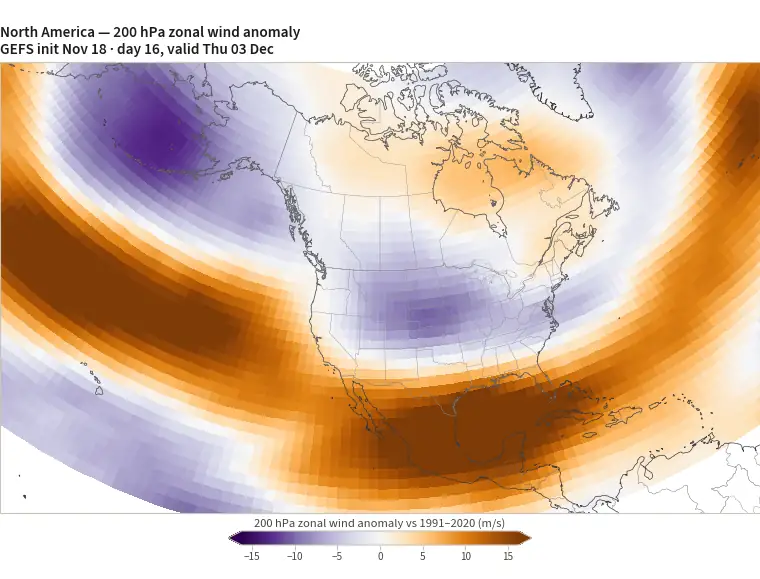 North America — 200 hPa zonal wind anomaly
GEFS init Nov 18 · day 16, valid Thu 03 Dec
200 hPa zonal wind anomaly vs 1991–2020 (m/s)
−15 −10 −5 0 5 10 15